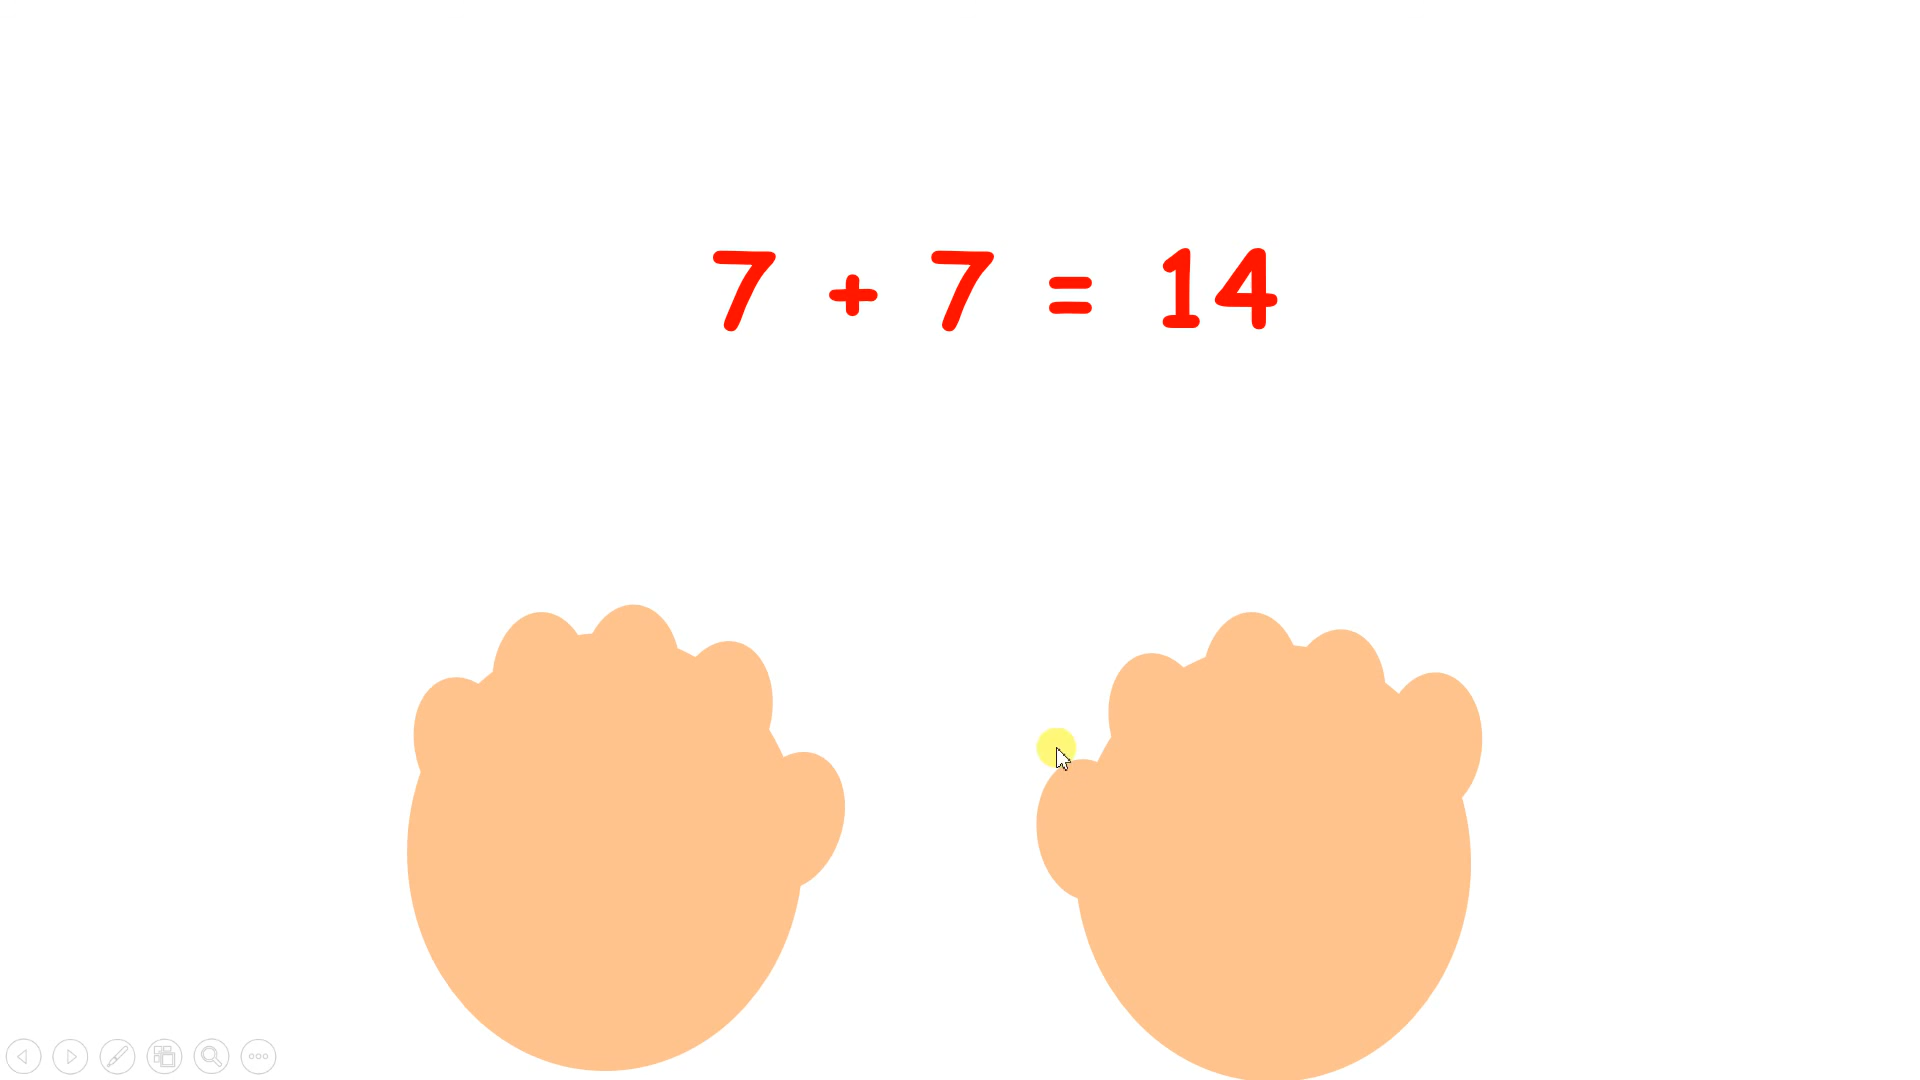 7 + 7 = 14